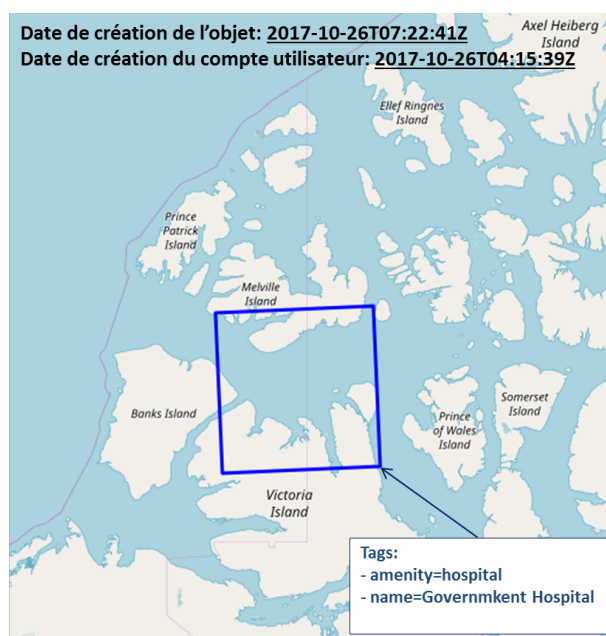 Date de création de l’objet: 2017-10-26T07:22:41Z
Date de création du compte utilisateur: 2017-10-26T04:15:39Z
Axel Heiberg
Island
Ellef Ringnes
Island
Prince
Patrick
Island
Melville
Island
Banks Island
Somerset
Island
Prince
of Wales
Island
Victoria
Island
Tags:
- amenity=hospital
- name=Governmkent Hospital